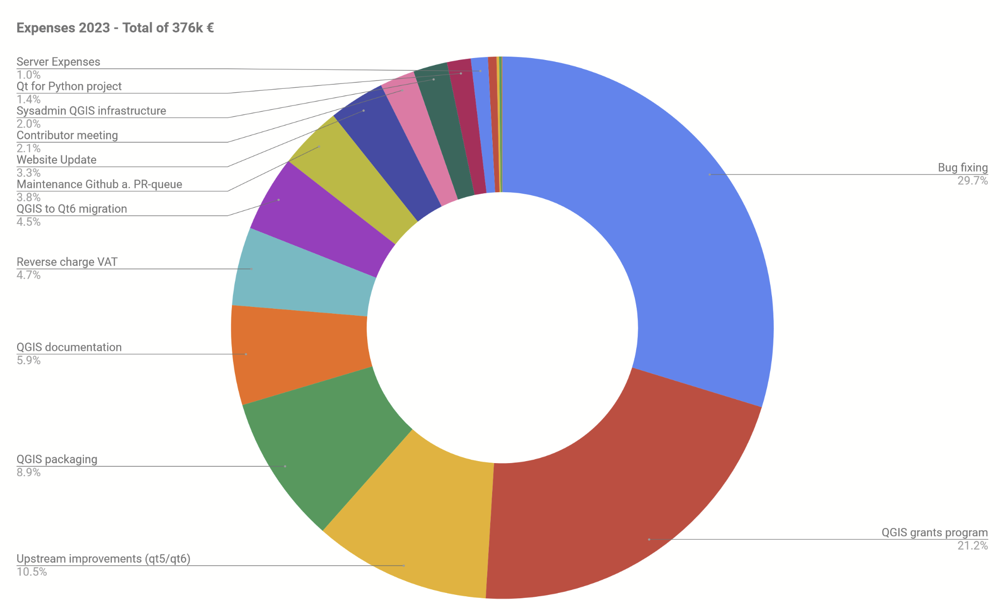 Expenses 2023 - Total of 376k €
Server Expenses
1.0%
Qt for Python project
1.4%
Sysadmin QGIS infrastructure
2.0%
Contributor meeting
2.1%
Website Update
3.3%
Maintenance Github a. PR-queue
3.8%
QGIS to Qt6 migration
4.5%
Reverse charge VAT
4.7%
QGIS documentation
5.9%
QGIS packaging
8.9%
Upstream improvements (qt5/qt6)
10.5%
Bug fixing
29.7%
QGIS grants program
21.2%